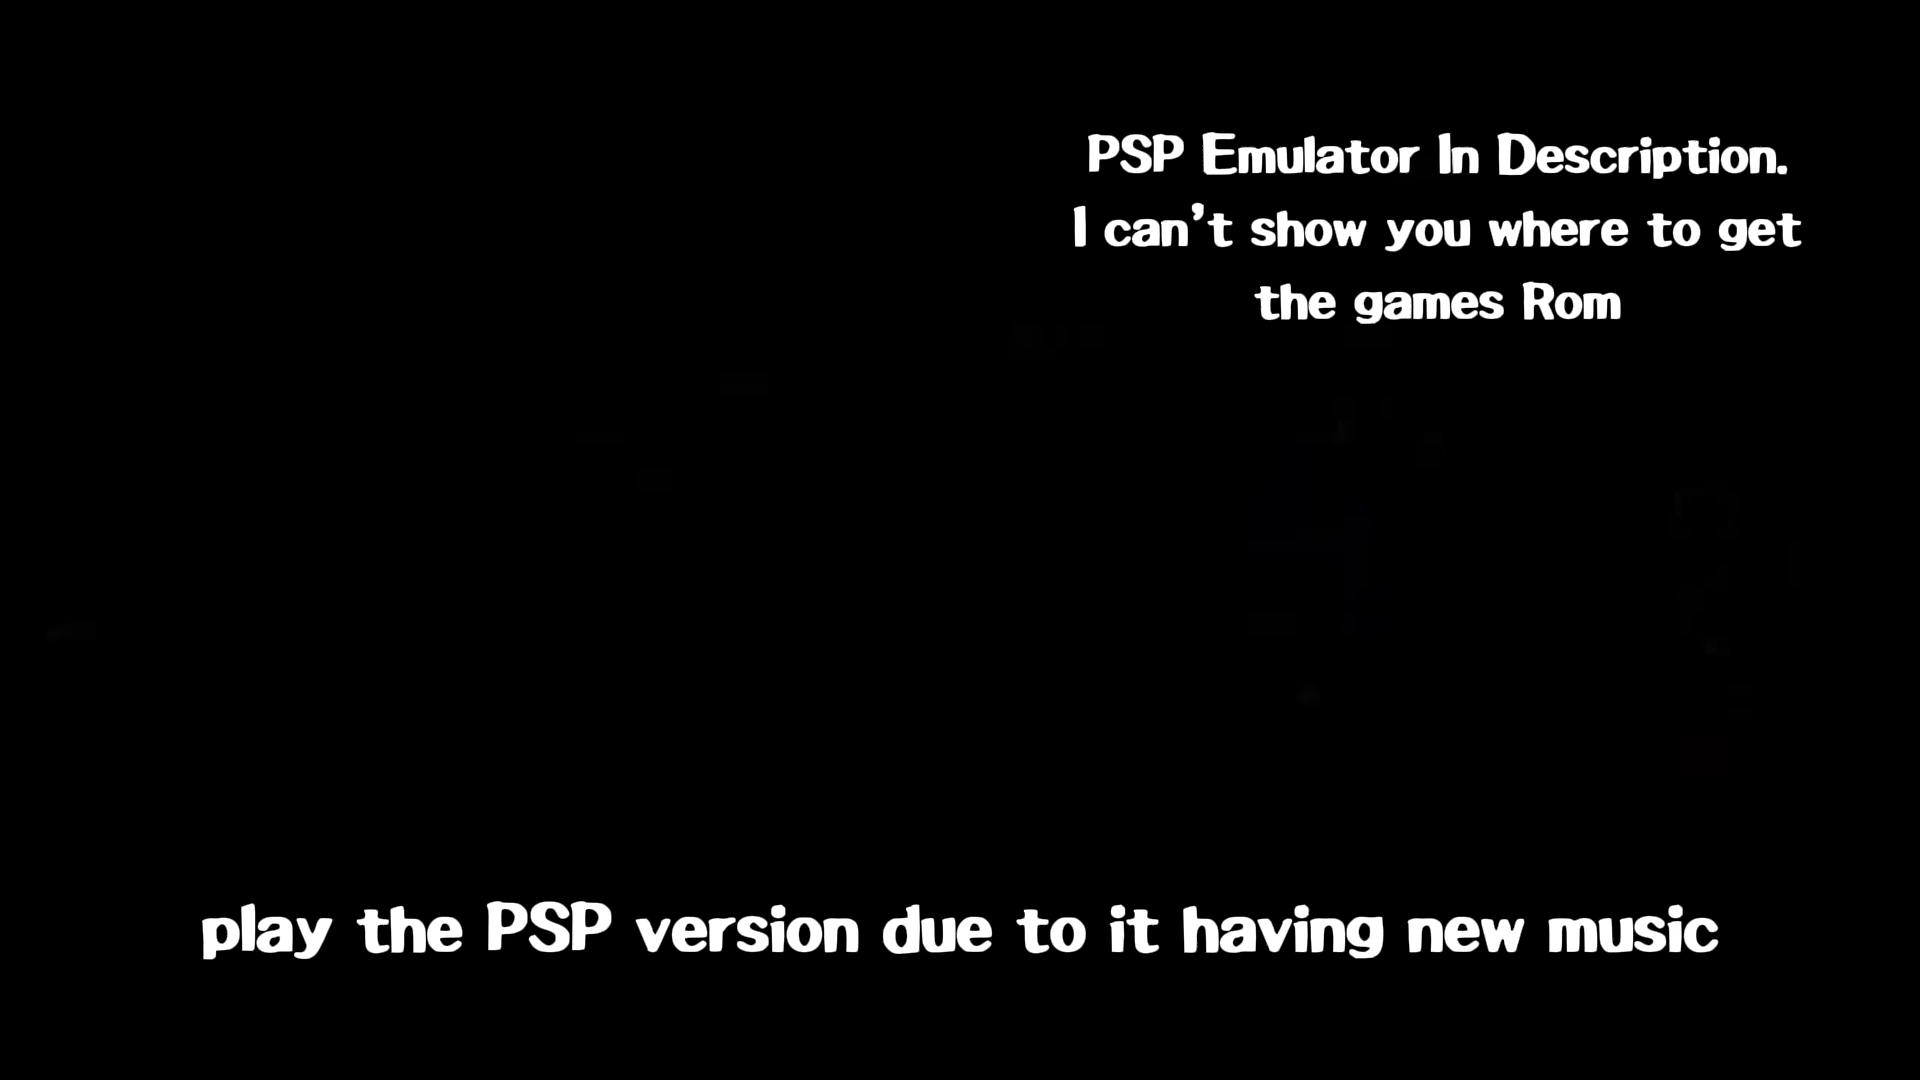 PSP Emulator In Description.
I can't show you where to get
the games Rom
play the PSP version due to it having new music